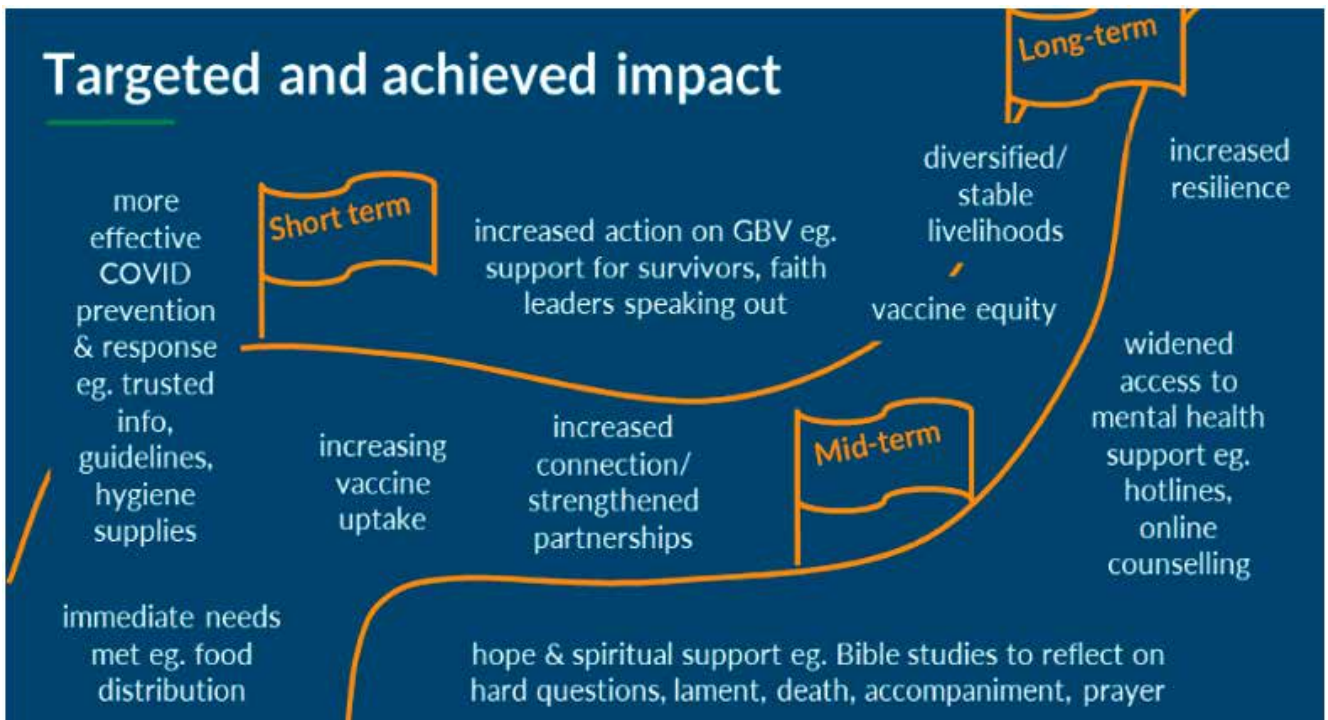 Targeted and achieved impact
Long-term
more
effective
COVID
prevention
& response
eg. trusted
info,
guidelines,
hygiene
supplies
Short term
increased action on GBV eg.
support for survivors, faith
leaders speaking out
diversified/
stable
livelihoods
vaccine equity
increased
resilience
increasing
vaccine
uptake
increased
connection/
strengthened
partnerships
Mid-term
widened
access to
mental health
support eg.
hotlines,
online
counselling
immediate needs
met eg. food
distribution
hope & spiritual support eg. Bible studies to reflect on
hard questions, lament, death, accompaniment, prayer